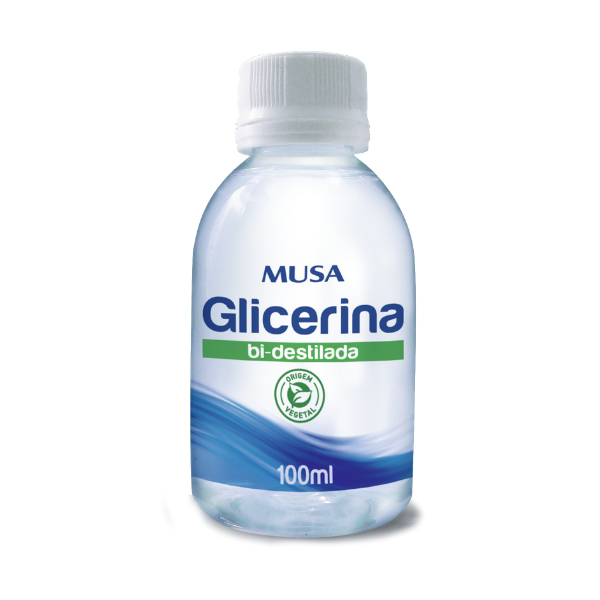 MUSA
Glicerina
bi-destilada
ORIGEM
VEGETAL
100ml